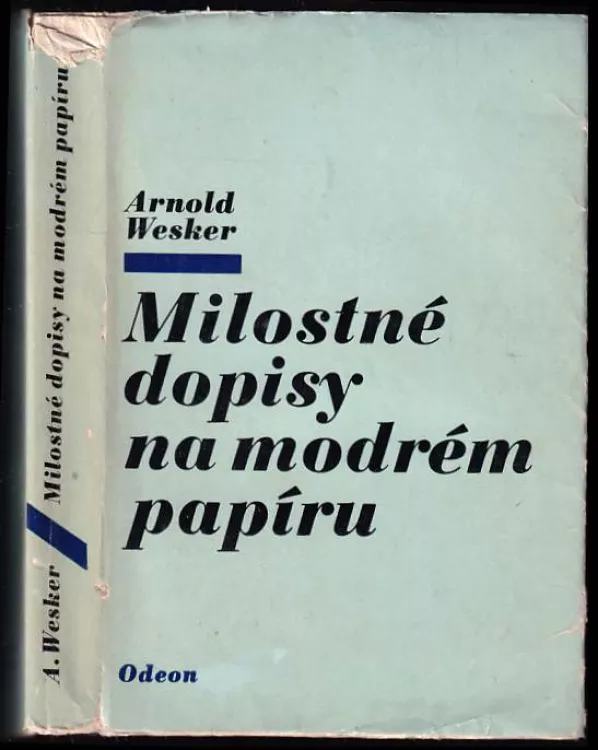 A. Wesker
Milostné dopisy na modrém papíru
Arnold
Wesker
Milostné
dopisy
na modrém
papíru
Odeon